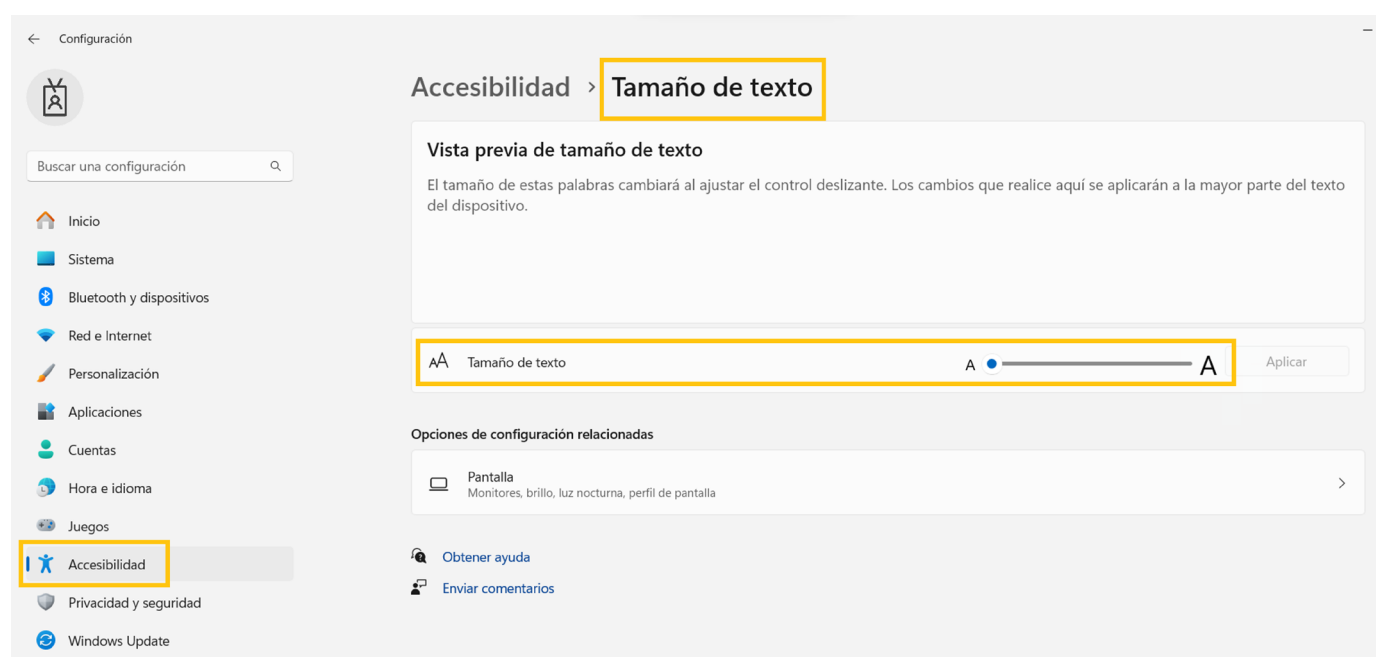 Configuración
Accesibilidad > Tamaño de texto
Buscar una configuración
Inicio
Sistema
Bluetooth y dispositivos
Red e Internet
Personalización
Aplicaciones
Cuentas
Hora e idioma
Juegos
Accesibilidad
Privacidad y seguridad
Windows Update
Vista previa de tamaño de texto
El tamaño de estas palabras cambiará al ajustar el control deslizante. Los cambios que realice aquí se aplicarán a la mayor parte del texto
del dispositivo.
AA Tamaño de texto A A Aplicar
Opciones de configuración relacionadas
Pantalla
Monitores, brillo, luz nocturna, perfil de pantalla
Obtener ayuda
Enviar comentarios